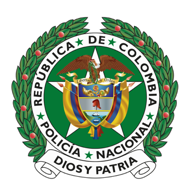 REPÚBLICA ★ DE ★ COLOMBIA
POLICÍA ★ NACIONAL
DIOS Y PATRIA